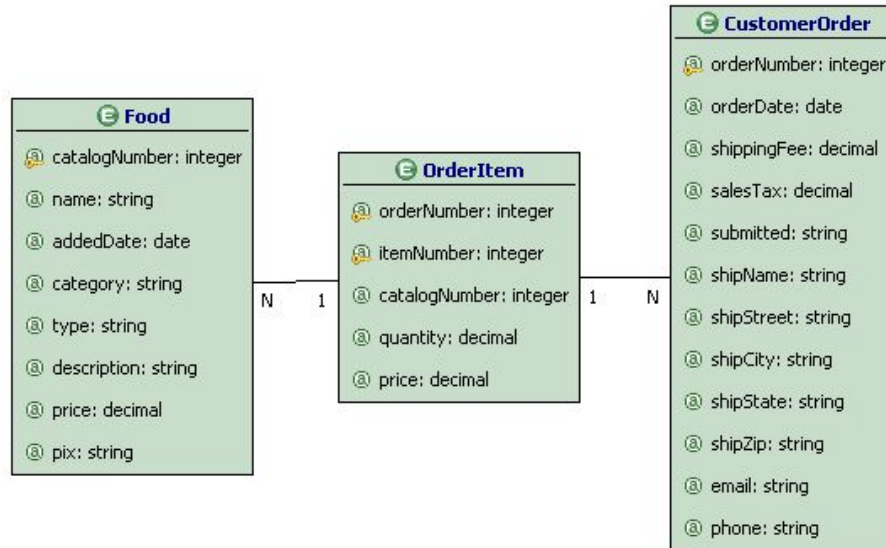 Food
catalogNumber: integer
name: string
addedDate: date
category: string
type: string
description: string
price: decimal
pix: string
N
1
OrderItem
orderNumber: integer
itemNumber: integer
catalogNumber: integer
quantity: decimal
price: decimal
1
N
CustomerOrder
orderNumber: integer
orderDate: date
shippingFee: decimal
salesTax: decimal
submitted: string
shipName: string
shipStreet: string
shipCity: string
shipState: string
shipZip: string
email: string
phone: string